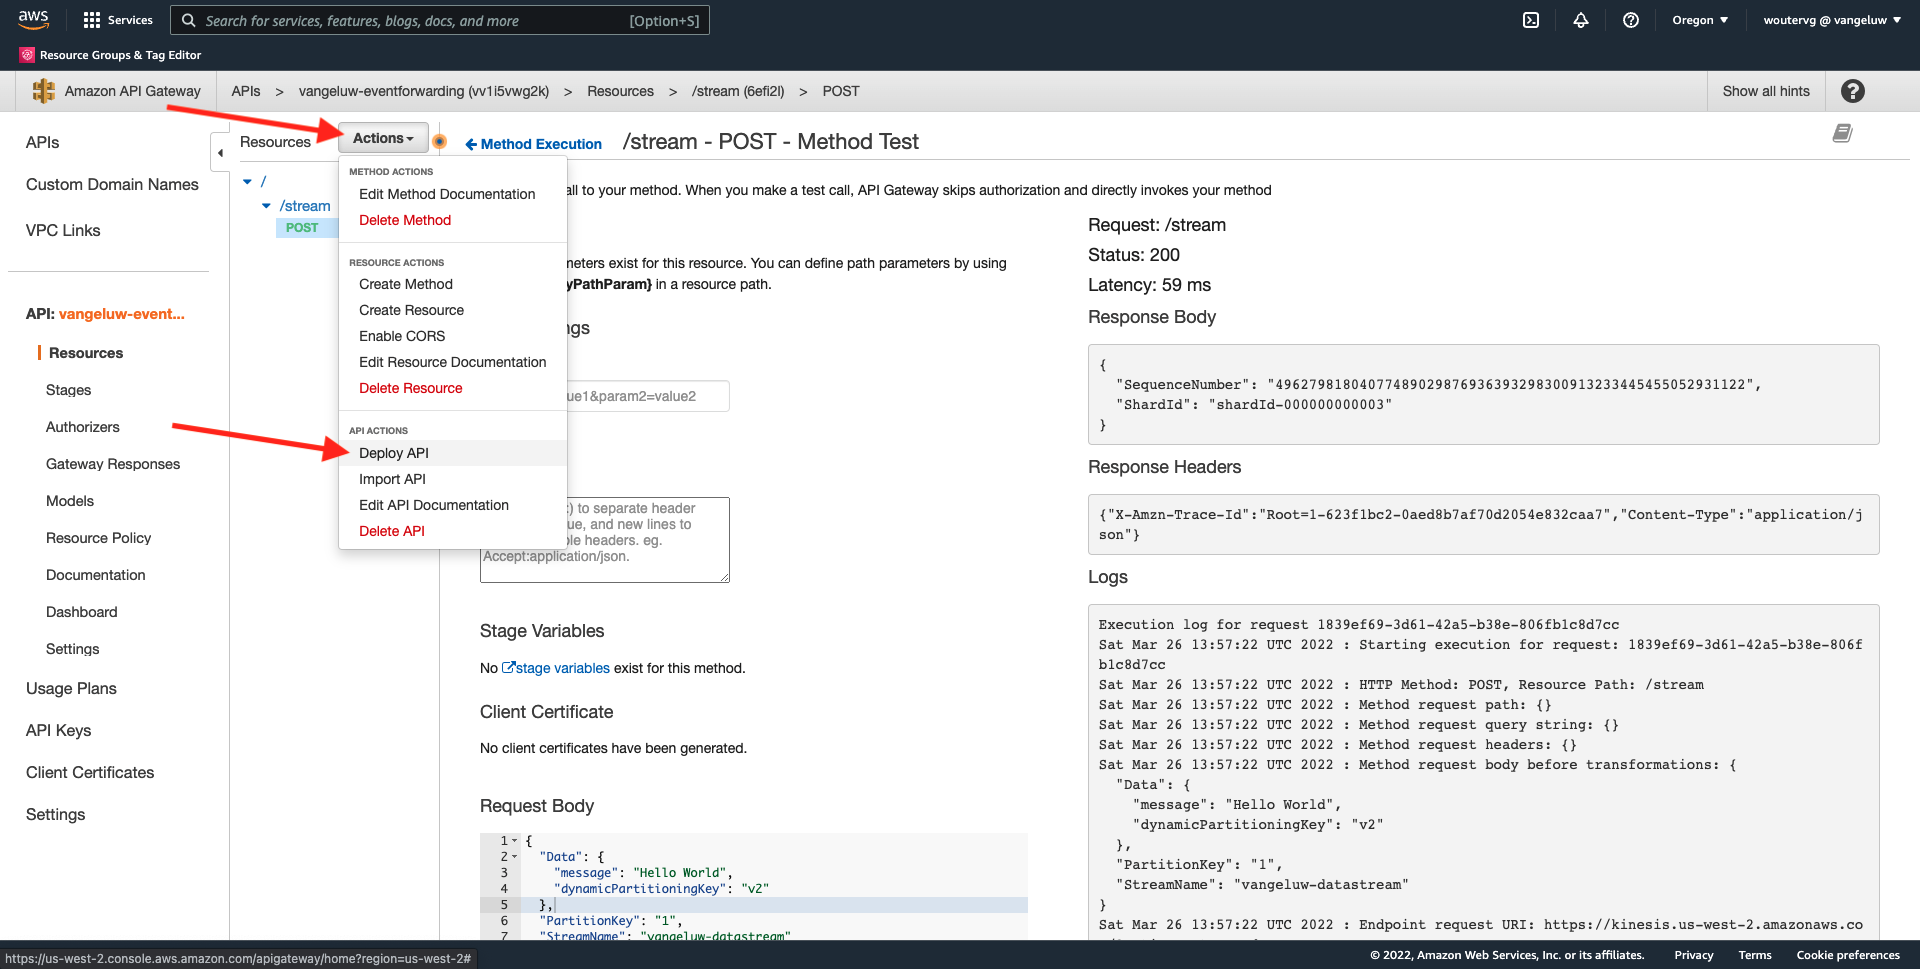 aws
Services
Search for services, features, blogs, docs, and more
[Option+S]
Oregon
woutervg @ vangeluw
Resource Groups & Tag Editor
Amazon API Gateway
APIs > vangeluw-eventforwarding (vv1i5vwg2k) > Resources > /stream (6efi2l) > POST
Show all hints
APIs
Custom Domain Names
VPC Links
API: vangeluw-event...
Resources
Stages
Authorizers
Gateway Responses
Models
Resource Policy
Documentation
Dashboard
Settings
Usage Plans
API Keys
Client Certificates
Settings
Resources
Actions
/
/stream
POST
METHOD ACTIONS
Edit Method Documentation
Delete Method
RESOURCE ACTIONS
Create Method
Create Resource
Enable CORS
Edit Resource Documentation
Delete Resource
API ACTIONS
Deploy API
Import API
Edit API Documentation
Delete API
Method Execution
/stream - POST - Method Test
all to your method. When you make a test call, API Gateway skips authorization and directly invokes your method
meters exist for this resource. You can define path parameters by using
yPathParam} in a resource path.
ngs
ue1&param2=value2
:) to separate header
ue, and new lines to
ple headers. eg.
Accept:application/json.
Stage Variables
No stage variables exist for this method.
Client Certificate
No client certificates have been generated.
Request Body
1 {
2 "Data": {
3 "message": "Hello World",
4 "dynamicPartitioningKey": "v2"
5 },
6 "PartitionKey": "1",
7 "StreamName": "vangeluw-datastream"
Request: /stream
Status: 200
Latency: 59 ms
Response Body
{
"SequenceNumber": "49627981804077489029876936393298300913233445455052931122",
"ShardId": "shardId-000000000003"
}
Response Headers
{"X-Amzn-Trace-Id":"Root=1-623f1bc2-0aed8b7af70d2054e832caa7","Content-Type":"application/j
son"}
Logs
Execution log for request 1839ef69-3d61-42a5-b38e-806fb1c8d7cc
Sat Mar 26 13:57:22 UTC 2022 : Starting execution for request: 1839ef69-3d61-42a5-b38e-806f
b1c8d7cc
Sat Mar 26 13:57:22 UTC 2022 : HTTP Method: POST, Resource Path: /stream
Sat Mar 26 13:57:22 UTC 2022 : Method request path: {}
Sat Mar 26 13:57:22 UTC 2022 : Method request query string: {}
Sat Mar 26 13:57:22 UTC 2022 : Method request headers: {}
Sat Mar 26 13:57:22 UTC 2022 : Method request body before transformations: {
"Data": {
"message": "Hello World",
"dynamicPartitioningKey": "v2"
},
"PartitionKey": "1",
"StreamName": "vangeluw-datastream"
}
Sat Mar 26 13:57:22 UTC 2022 : Endpoint request URI: https://kinesis.us-west-2.amazonaws.co
https://us-west-2.console.aws.amazon.com/apigateway/home?region=us-west-2#
© 2022, Amazon Web Services, Inc. or its affiliates.
Privacy
Terms
Cookie preferences